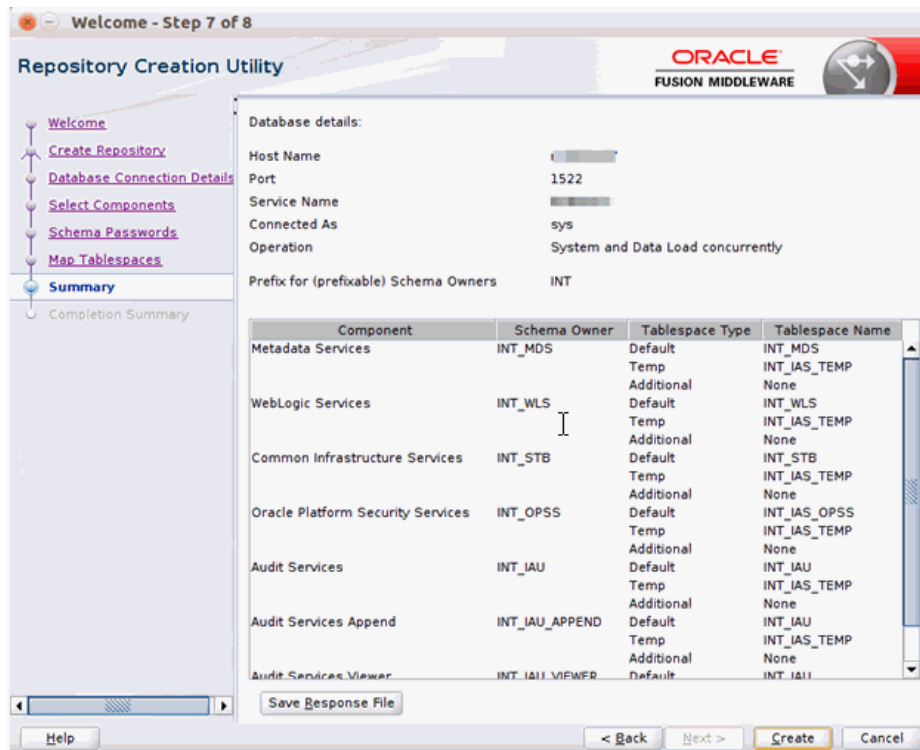 Welcome - Step 7 of 8
Repository Creation Utility
ORACLE
FUSION MIDDLEWARE
Welcome
Create Repository
Database Connection Details
Select Components
Schema Passwords
Map Tablespaces
Summary
Completion Summary
Database details:
Host Name
Port 1522
Service Name
Connected As sys
Operation System and Data Load concurrently
Prefix for (prefixable) Schema Owners INT
Component Schema Owner Tablespace Type Tablespace Name
Metadata Services INT_MDS Default INT_MDS
Temp INT_IAS_TEMP
Additional None
WebLogic Services INT_WLS Default INT_WLS
Temp INT_IAS_TEMP
Additional None
Common Infrastructure Services INT_STB Default INT_STB
Temp INT_IAS_TEMP
Additional None
Oracle Platform Security Services INT_OPSS Default INT_IAS_OPSS
Temp INT_IAS_TEMP
Additional None
Audit Services INT_IAU Default INT_IAU
Temp INT_IAS_TEMP
Additional None
Audit Services Append INT_IAU_APPEND Default INT_IAU
Temp INT_IAS_TEMP
Additional None
Audit Services Viewer INT_IAU_VIEWER Default INT_IAU
Save Response File
Help
< Back
Next >
Create
Cancel